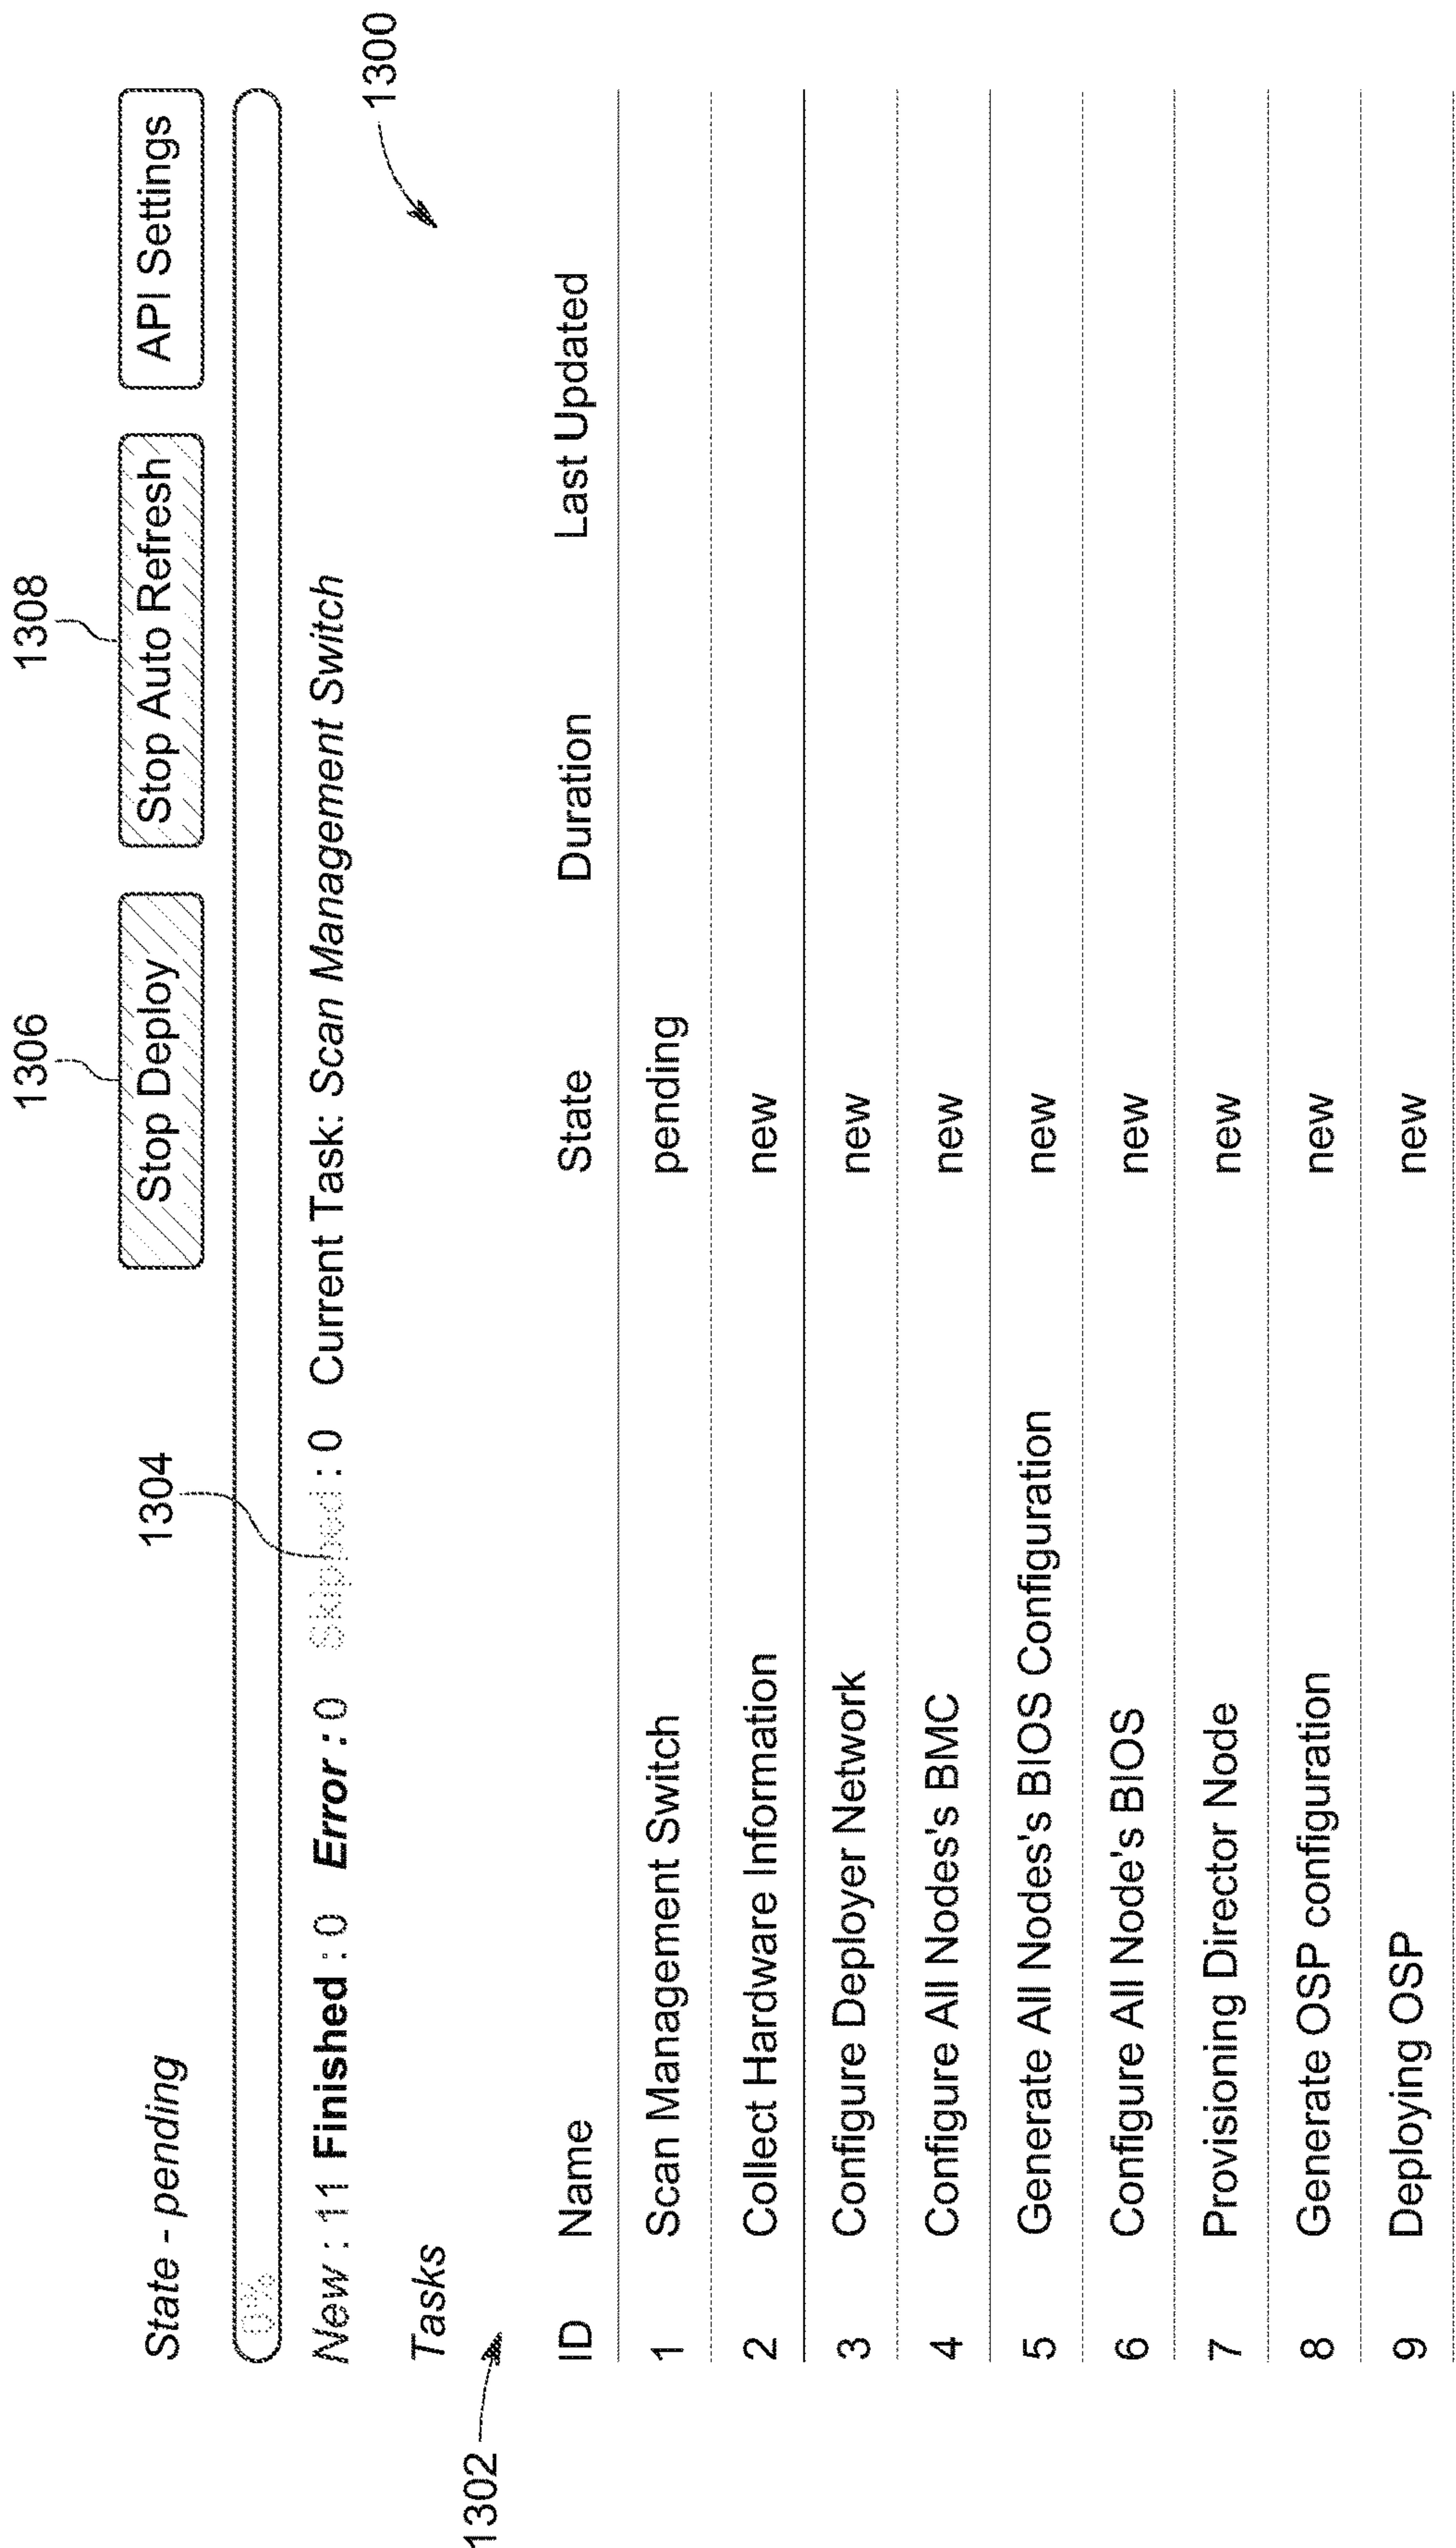 1306 1308
1304
State - pending Stop Deploy Stop Auto Refresh API Settings
0%
New : 11 Finished : 0 Error : 0 Skipped : 0 Current Task: Scan Management Switch
1300
Tasks
1302
ID Name State Duration Last Updated
1 Scan Management Switch pending
2 Collect Hardware Information new
3 Configure Deployer Network new
4 Configure All Nodes's BMC new
5 Generate All Nodes's BIOS Configuration new
6 Configure All Node's BIOS new
7 Provisioning Director Node new
8 Generate OSP configuration new
9 Deploying OSP new